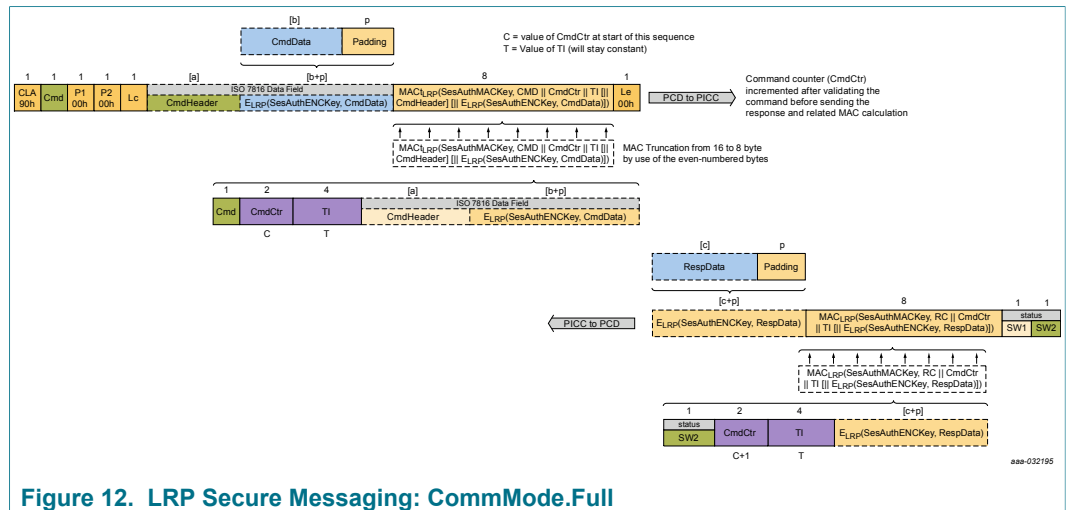 [b] p
CmdData Padding
C = value of CmdCtr at start of this sequence
T = Value of TI (will stay constant)
1 1 1 1 1 [a] [b+p] 8 1
CLA 90h Cmd P1 00h P2 00h Lc
ISO 7816 Data Field
CmdHeader ELRP(SesAuthENCKey, CmdData)
MACtLRP(SesAuthMACKey, CMD || CmdCtr || TI [||
CmdHeader] [|| ELRP(SesAuthENCKey, CmdData)])
Le 00h
PCD to PICC
Command counter (CmdCtr)
incremented after validating the
command before sending the
response and related MAC calculation
MACtLRP(SesAuthMACKey, CMD || CmdCtr || TI [||
CmdHeader] [|| ELRP(SesAuthENCKey, CmdData)])
MAC Truncation from 16 to 8 byte
by use of the even-numbered bytes
1 2 4 [a] [b+p]
Cmd CmdCtr TI
ISO 7816 Data Field
CmdHeader ELRP(SesAuthENCKey, CmdData)
C T
[c] p
RespData Padding
[c+p] 8 1 1
PICC to PCD
ELRP(SesAuthENCKey, RespData)
MACLRP(SesAuthMACKey, RC || CmdCtr
|| TI [|| ELRP(SesAuthENCKey, RespData)])
status
SW1 SW2
MACLRP(SesAuthMACKey, RC || CmdCtr
|| TI [|| ELRP(SesAuthENCKey, RespData)])
1 2 4 [c+p]
status
SW2 CmdCtr TI ELRP(SesAuthENCKey, RespData)
C+1 T
aaa-032195
Figure 12. LRP Secure Messaging: CommMode.Full